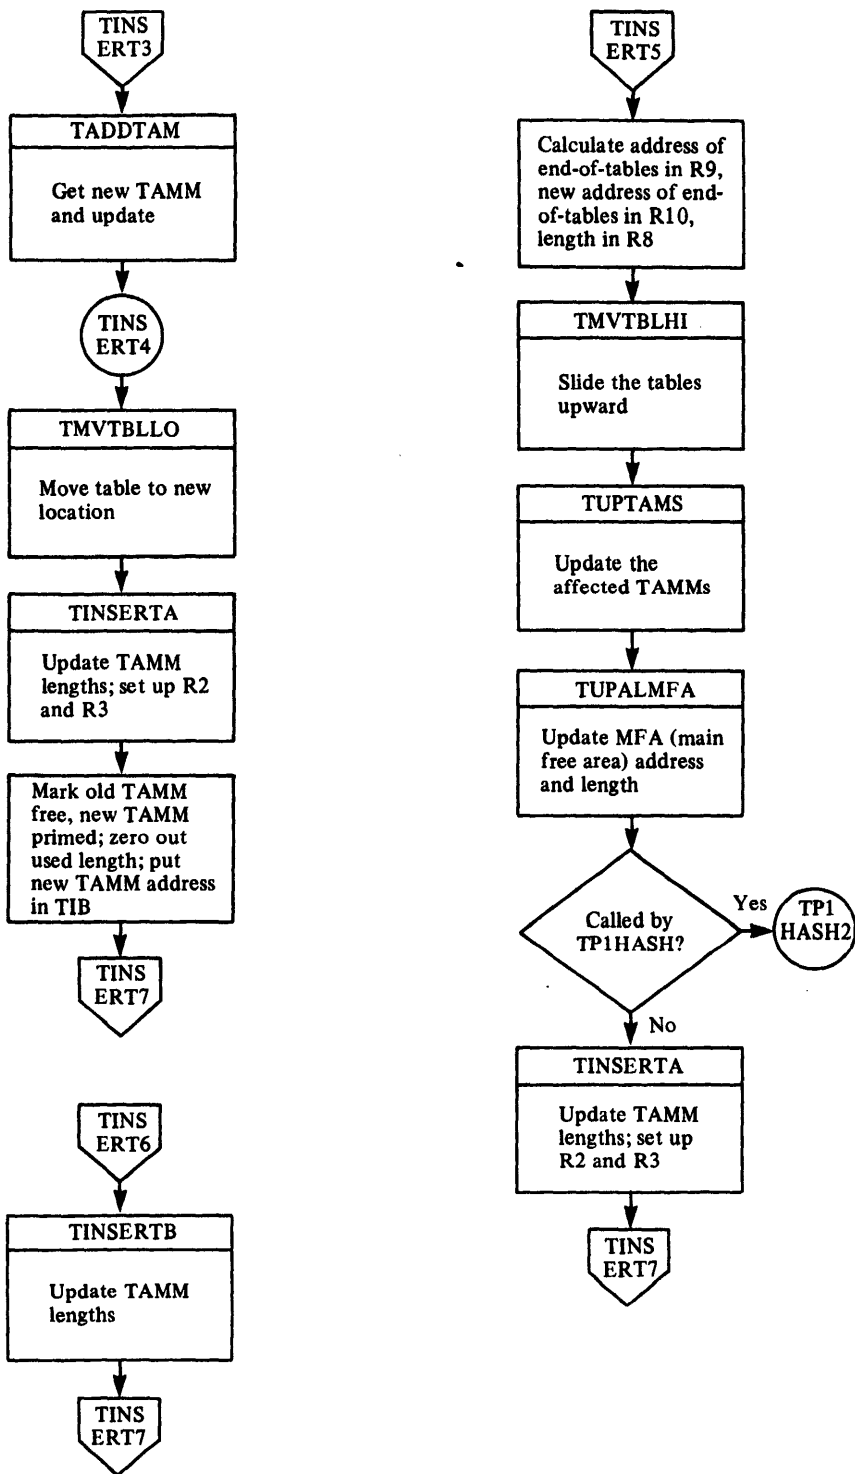 TINS
ERT3
TADDTAM
Get new TAMM
and update
TINS
ERT4
TMVTBLLO
Move table to new
location
TINSERTA
Update TAMM
lengths; set up R2
and R3
Mark old TAMM
free, new TAMM
primed; zero out
used length; put
new TAMM address
in TIB
TINS
ERT7
TINS
ERT6
TINSERTB
Update TAMM
lengths
TINS
ERT7
TINS
ERT5
Calculate address of
end-of-tables in R9,
new address of end-
of-tables in R10,
length in R8
TMVTBLHI
Slide the tables
upward
TUPTAMS
Update the
affected TAMMs
TUPALMFA
Update MFA (main
free area) address
and length
Called by
TP1HASH?
Yes
TP1
HASH2
No
TINSERTA
Update TAMM
lengths; set up
R2 and R3
TINS
ERT7